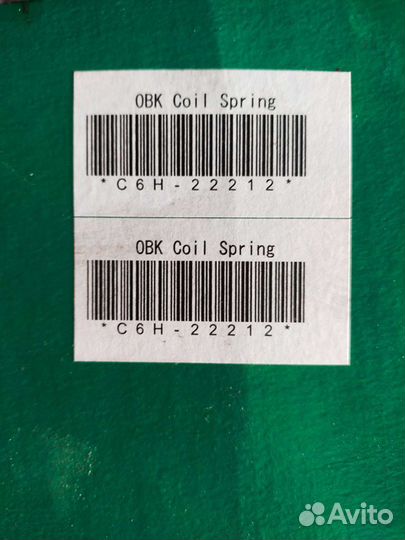 OBK Coil Spring
*C6H-22212*
OBK Coil Spring
*C6H-22212*
Avito